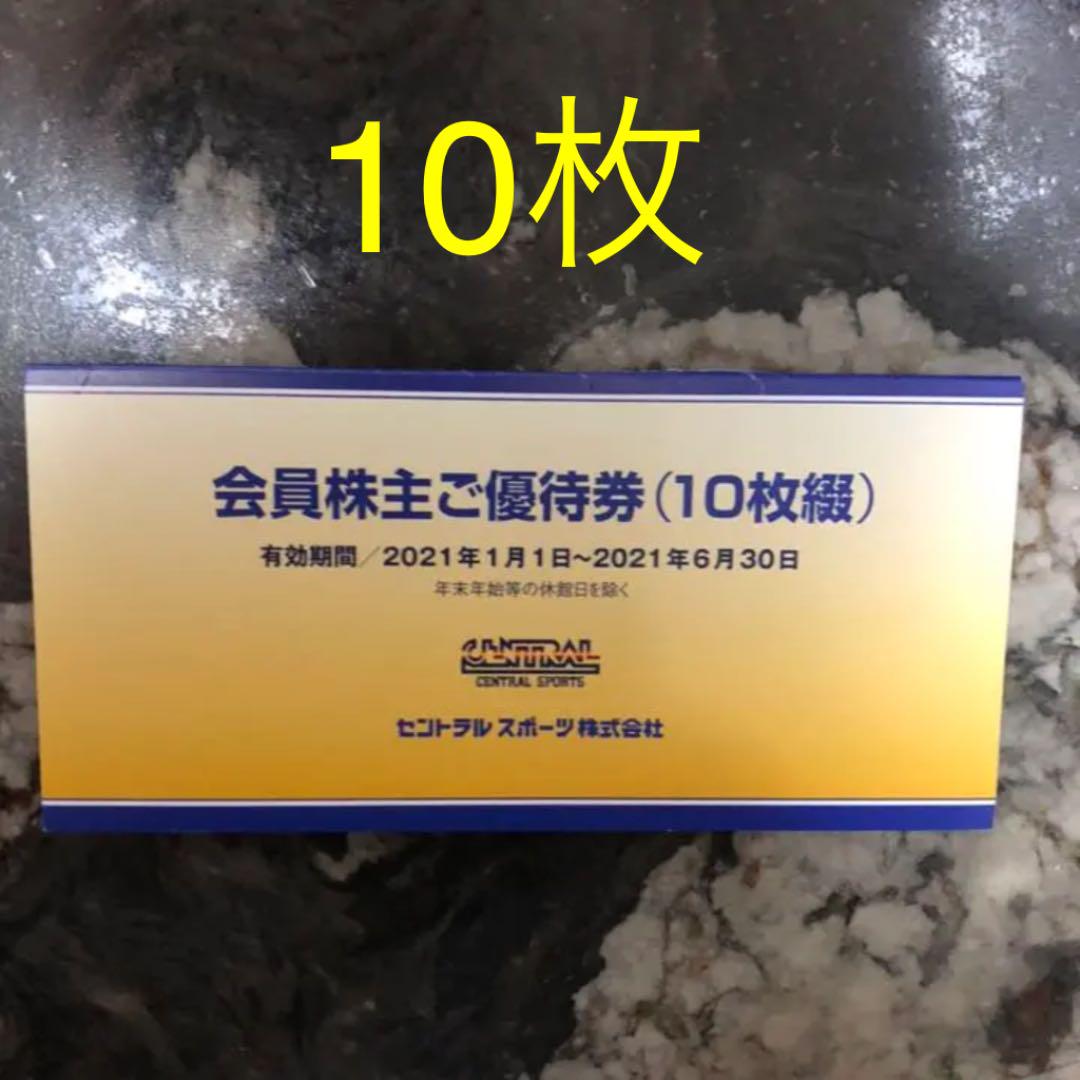 10枚
会員株主ご優待券（10枚綴）
有効期間／2021年1月1日～2021年6月30日
年末年始等の休館日を除く
CENTRAL
CENTRAL SPORTS
セントラルスポーツ株式会社